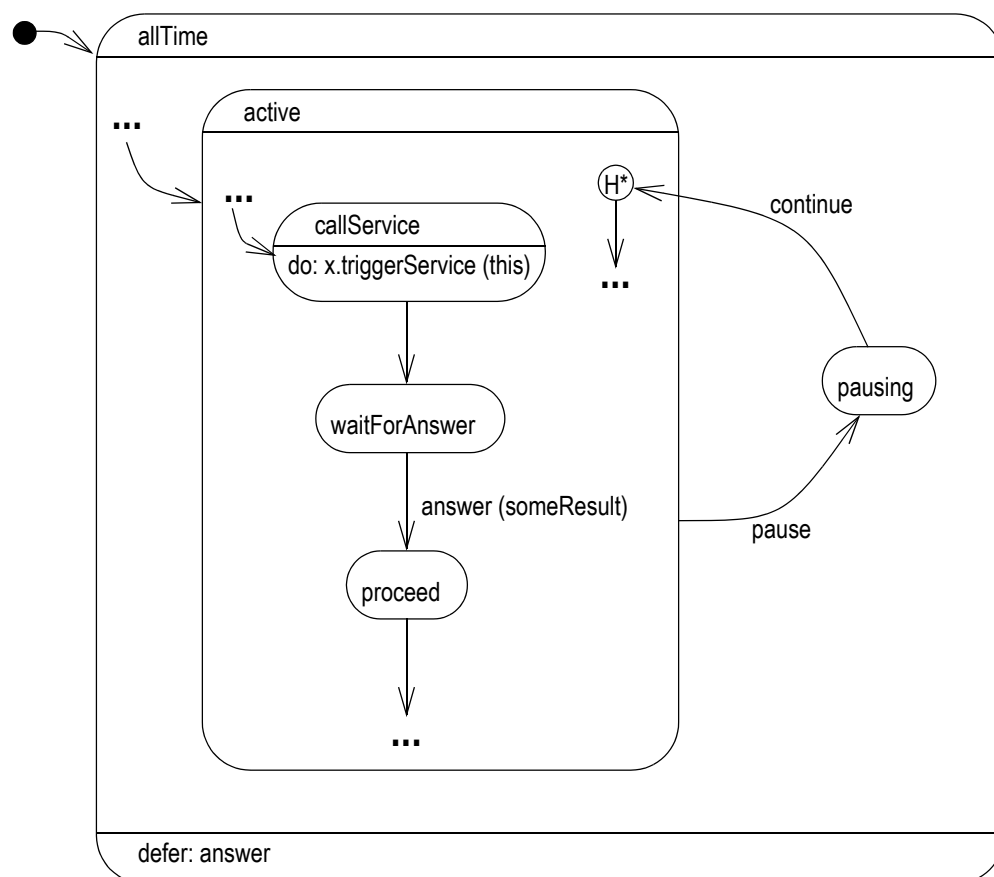 allTime
...
active
...
H*
continue
callService
do: x.triggerService (this)
...
pausing
waitForAnswer
answer (someResult)
pause
proceed
...
defer: answer